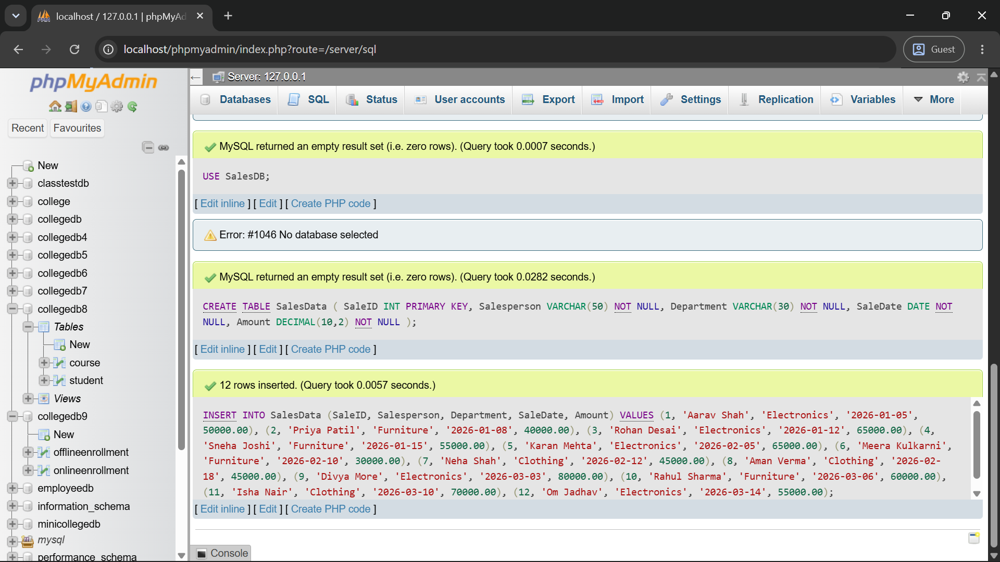 localhost / 127.0.0.1 | phpMyAd
localhost/phpmyadmin/index.php?route=/server/sql
Guest
phpMyAdmin
Recent
Favourites
New
classtestdb
college
collegedb
collegedb4
collegedb5
collegedb6
collegedb7
collegedb8
Tables
New
course
student
Views
collegedb9
New
offlineenrollment
onlineenrollment
employeedb
information_schema
minicollegedb
mysql
performance_schema
Server: 127.0.0.1
Databases SQL Status User accounts Export Import Settings Replication Variables More
MySQL returned an empty result set (i.e. zero rows). (Query took 0.0007 seconds.)
USE SalesDB;
[ Edit inline ] [ Edit ] [ Create PHP code ]
Error: #1046 No database selected
MySQL returned an empty result set (i.e. zero rows). (Query took 0.0282 seconds.)
CREATE TABLE SalesData ( SaleID INT PRIMARY KEY, Salesperson VARCHAR(50) NOT NULL, Department VARCHAR(30) NOT NULL, SaleDate DATE NOT
NULL, Amount DECIMAL(10,2) NOT NULL );
[ Edit inline ] [ Edit ] [ Create PHP code ]
12 rows inserted. (Query took 0.0057 seconds.)
INSERT INTO SalesData (SaleID, Salesperson, Department, SaleDate, Amount) VALUES (1, 'Aarav Shah', 'Electronics', '2026-01-05',
50000.00), (2, 'Priya Patil', 'Furniture', '2026-01-08', 40000.00), (3, 'Rohan Desai', 'Electronics', '2026-01-12', 65000.00), (4,
'Sneha Joshi', 'Furniture', '2026-01-15', 55000.00), (5, 'Karan Mehta', 'Electronics', '2026-02-05', 65000.00), (6, 'Meera Kulkarni',
'Furniture', '2026-02-10', 30000.00), (7, 'Neha Shah', 'Clothing', '2026-02-12', 45000.00), (8, 'Aman Verma', 'Clothing', '2026-02-
18', 45000.00), (9, 'Divya More', 'Electronics', '2026-03-03', 80000.00), (10, 'Rahul Sharma', 'Furniture', '2026-03-06', 60000.00),
(11, 'Isha Nair', 'Clothing', '2026-03-10', 70000.00), (12, 'Om Jadhav', 'Electronics', '2026-03-14', 55000.00);
[ Edit inline ] [ Edit ] [ Create PHP code ]
Console